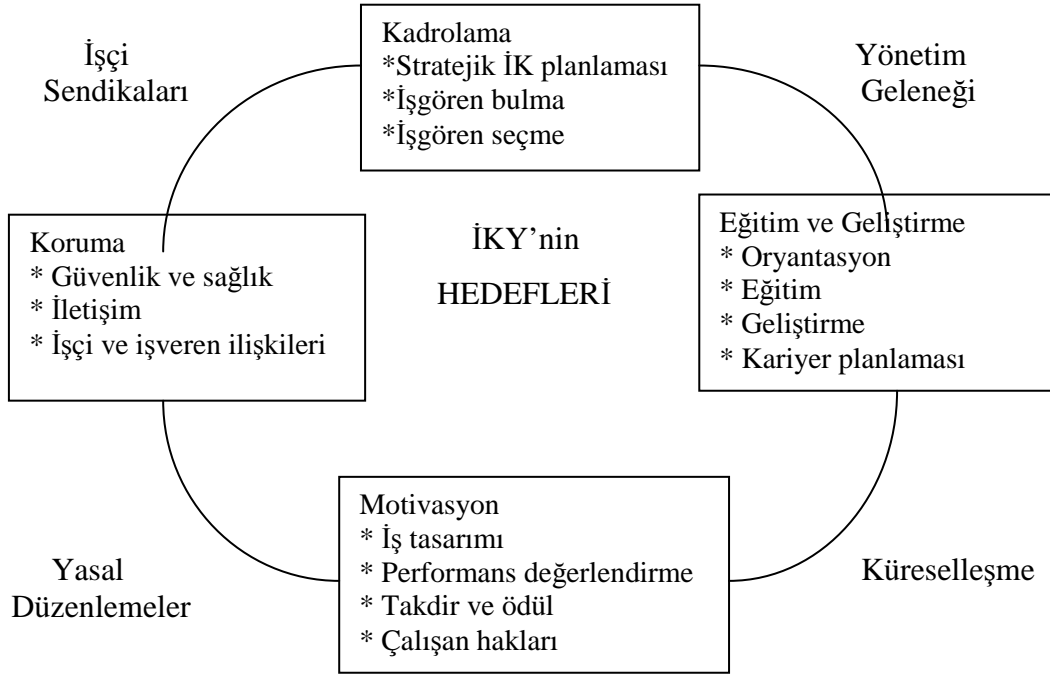 İşçi
Sendikaları
Kadrolama
*Stratejik İK planlaması
*İşgören bulma
*İşgören seçme
Yönetim
Geleneği
Koruma
* Güvenlik ve sağlık
* İletişim
* İşçi ve işveren ilişkileri
İKY’nin
HEDEFLERİ
Eğitim ve Geliştirme
* Oryantasyon
* Eğitim
* Geliştirme
* Kariyer planlaması
Yasal
Düzenlemeler
Motivasyon
* İş tasarımı
* Performans değerlendirme
* Takdir ve ödül
* Çalışan hakları
Küreselleşme